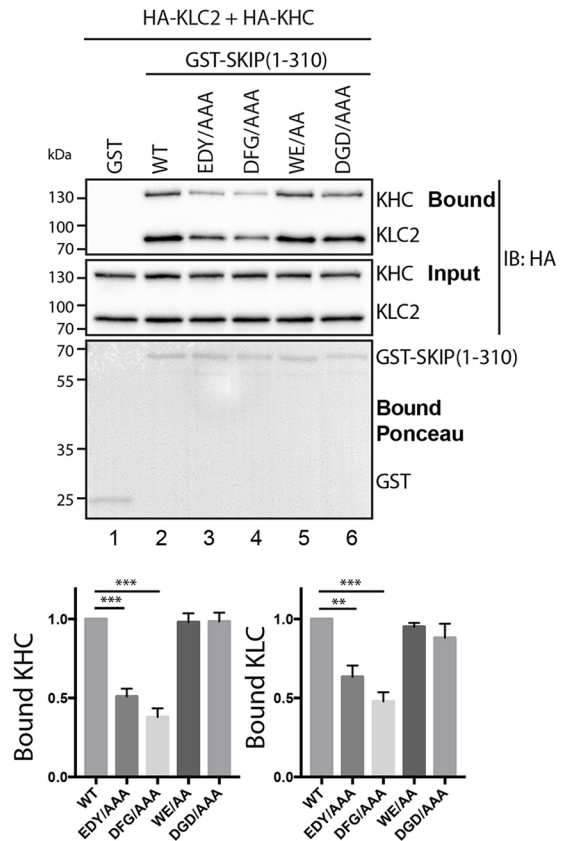 HA-KLC2 + HA-KHC
GST-SKIP(1-310)
kDa
GST
WT
EDY/AAA
DFG/AAA
WE/AA
DGD/AAA
130
100
70
KHC Bound
KLC2
130
100
70
KHC Input
KLC2
IB: HA
70
55
35
25
GST-SKIP(1-310)
Bound
Ponceau
GST
1 2 3 4 5 6
Bound KHC
1.0
0.5
0.0
***
***
WT
EDY/AAA
DFG/AAA
WE/AA
DGD/AAA
Bound KLC
1.0
0.5
0.0
***
**
WT
EDY/AAA
DFG/AAA
WE/AA
DGD/AAA